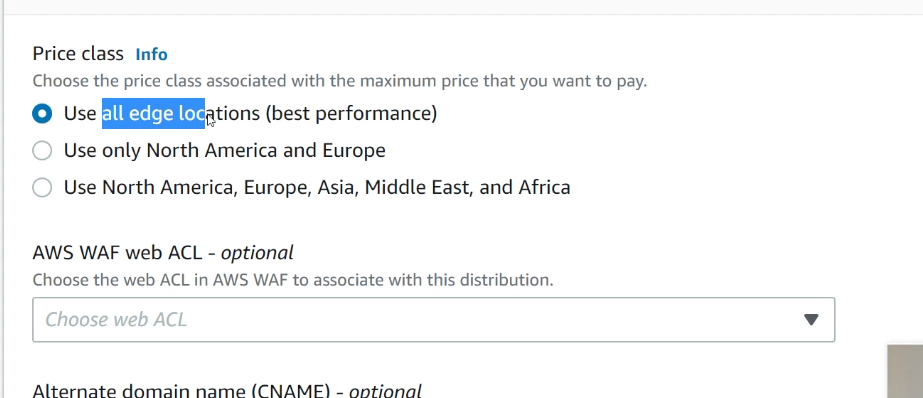 Price class Info
Choose the price class associated with the maximum price that you want to pay.
Use all edge locations (best performance)
Use only North America and Europe
Use North America, Europe, Asia, Middle East, and Africa
AWS WAF web ACL - optional
Choose the web ACL in AWS WAF to associate with this distribution.
Choose web ACL
Alternate domain name (CNAME) - optional